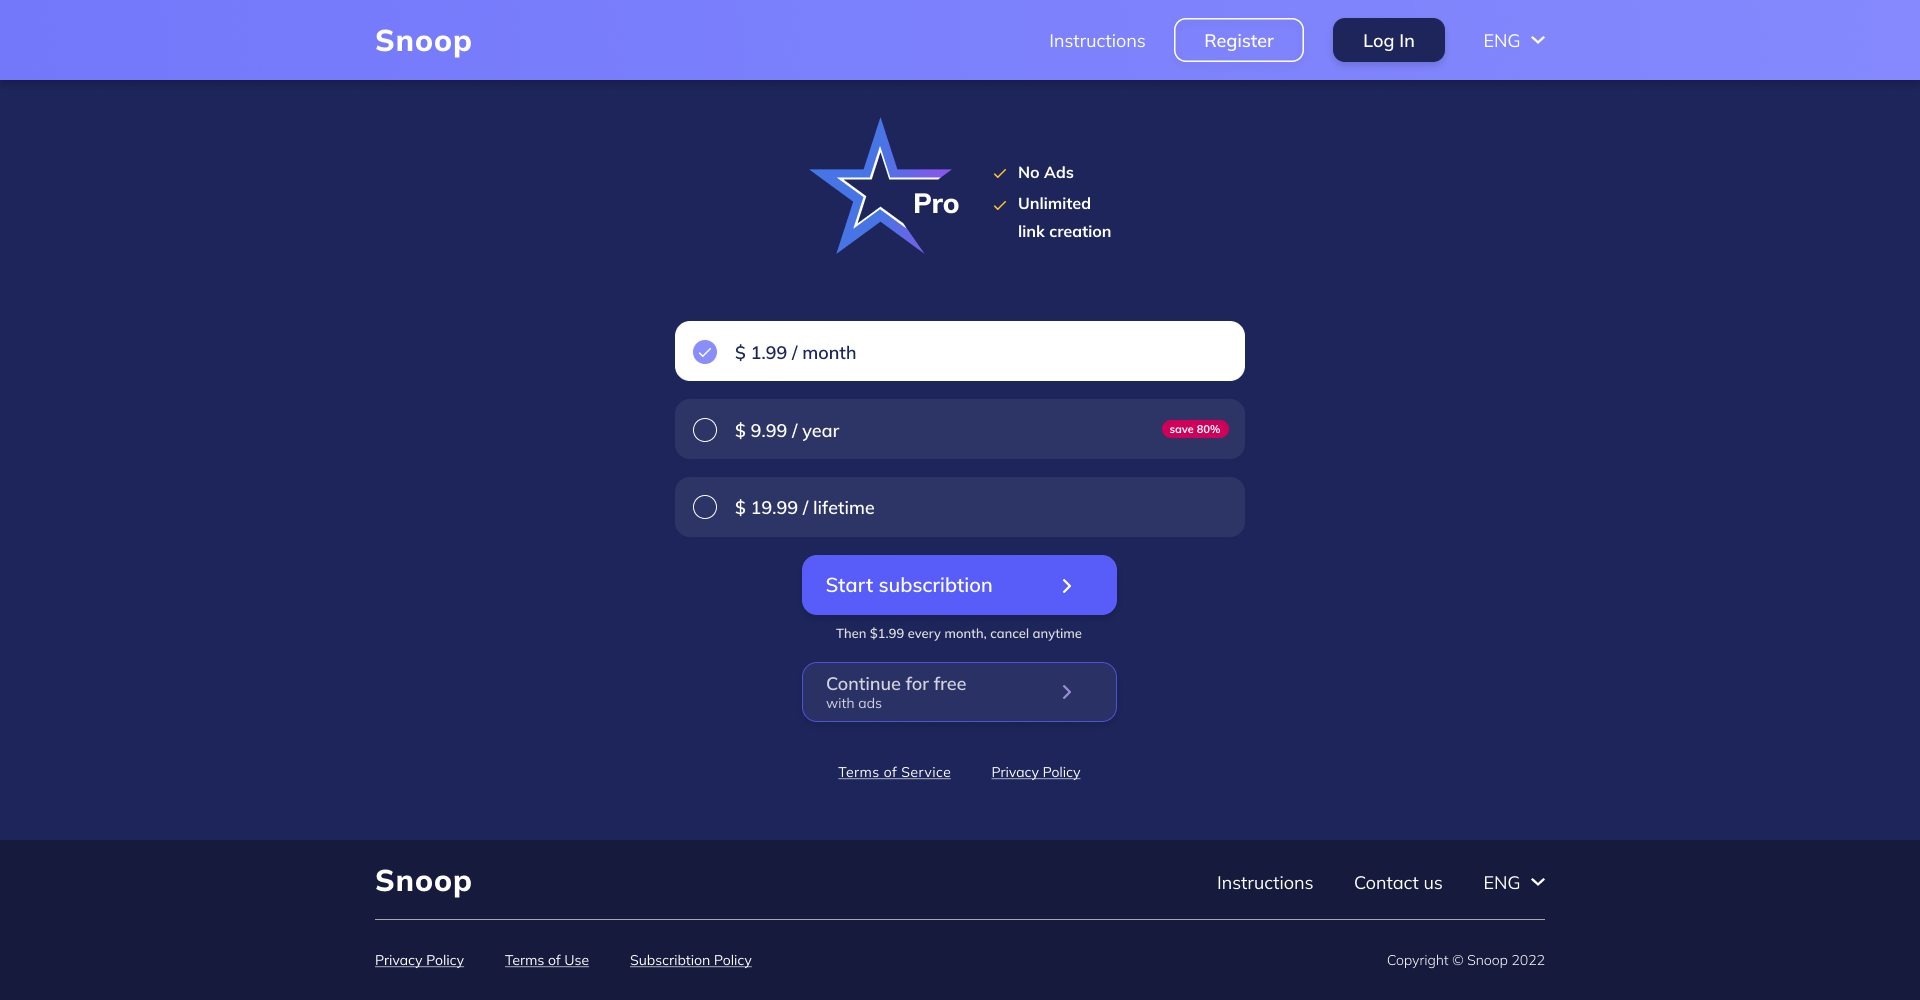 Snoop
Instructions
Register
Log In
ENG
Pro
No Ads
Unlimited
link creation
$ 1.99 / month
$ 9.99 / year
save 80%
$ 19.99 / lifetime
Start subscribtion
Then $1.99 every month, cancel anytime
Continue for free
with ads
Terms of Service
Privacy Policy
Snoop
Instructions
Contact us
ENG
Privacy Policy
Terms of Use
Subscribtion Policy
Copyright © Snoop 2022